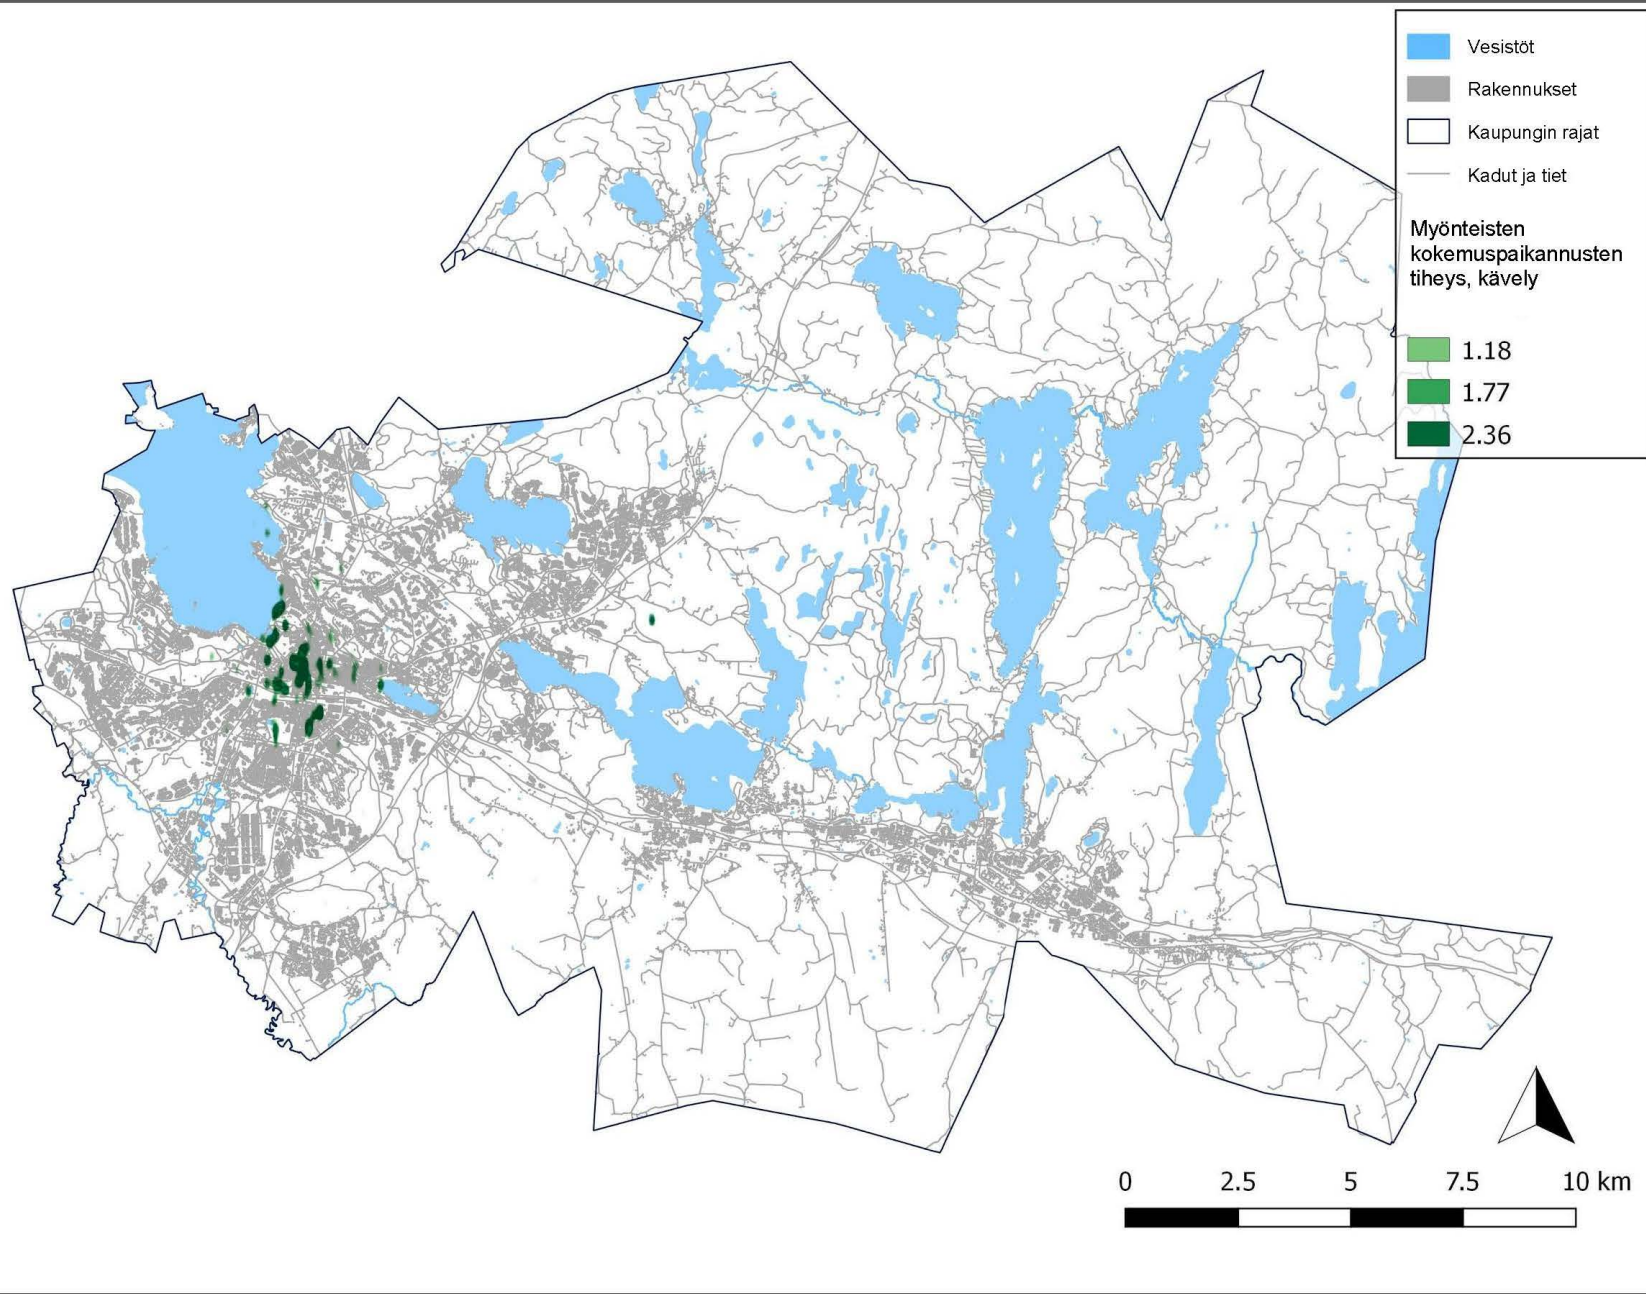 Vesistöt
Rakennukset
Kaupungin rajat
Kadut ja tiet
Myönteisten
kokemuspaikannusten
tiheys, kävely
1.18
1.77
2.36
0 2.5 5 7.5 10 km